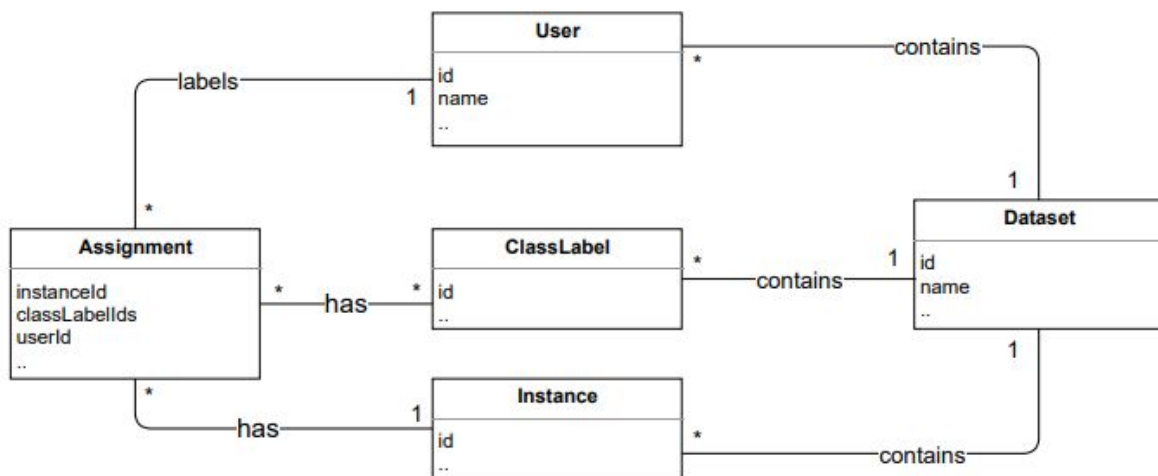 User
id
name
..
contains
*
1
labels
1
*
Assignment
instanceId
classLabelIds
userId
..
*
has
*
ClassLabel
id
..
*
contains
1
Dataset
id
name
..
*
has
1
Instance
id
..
*
contains
1